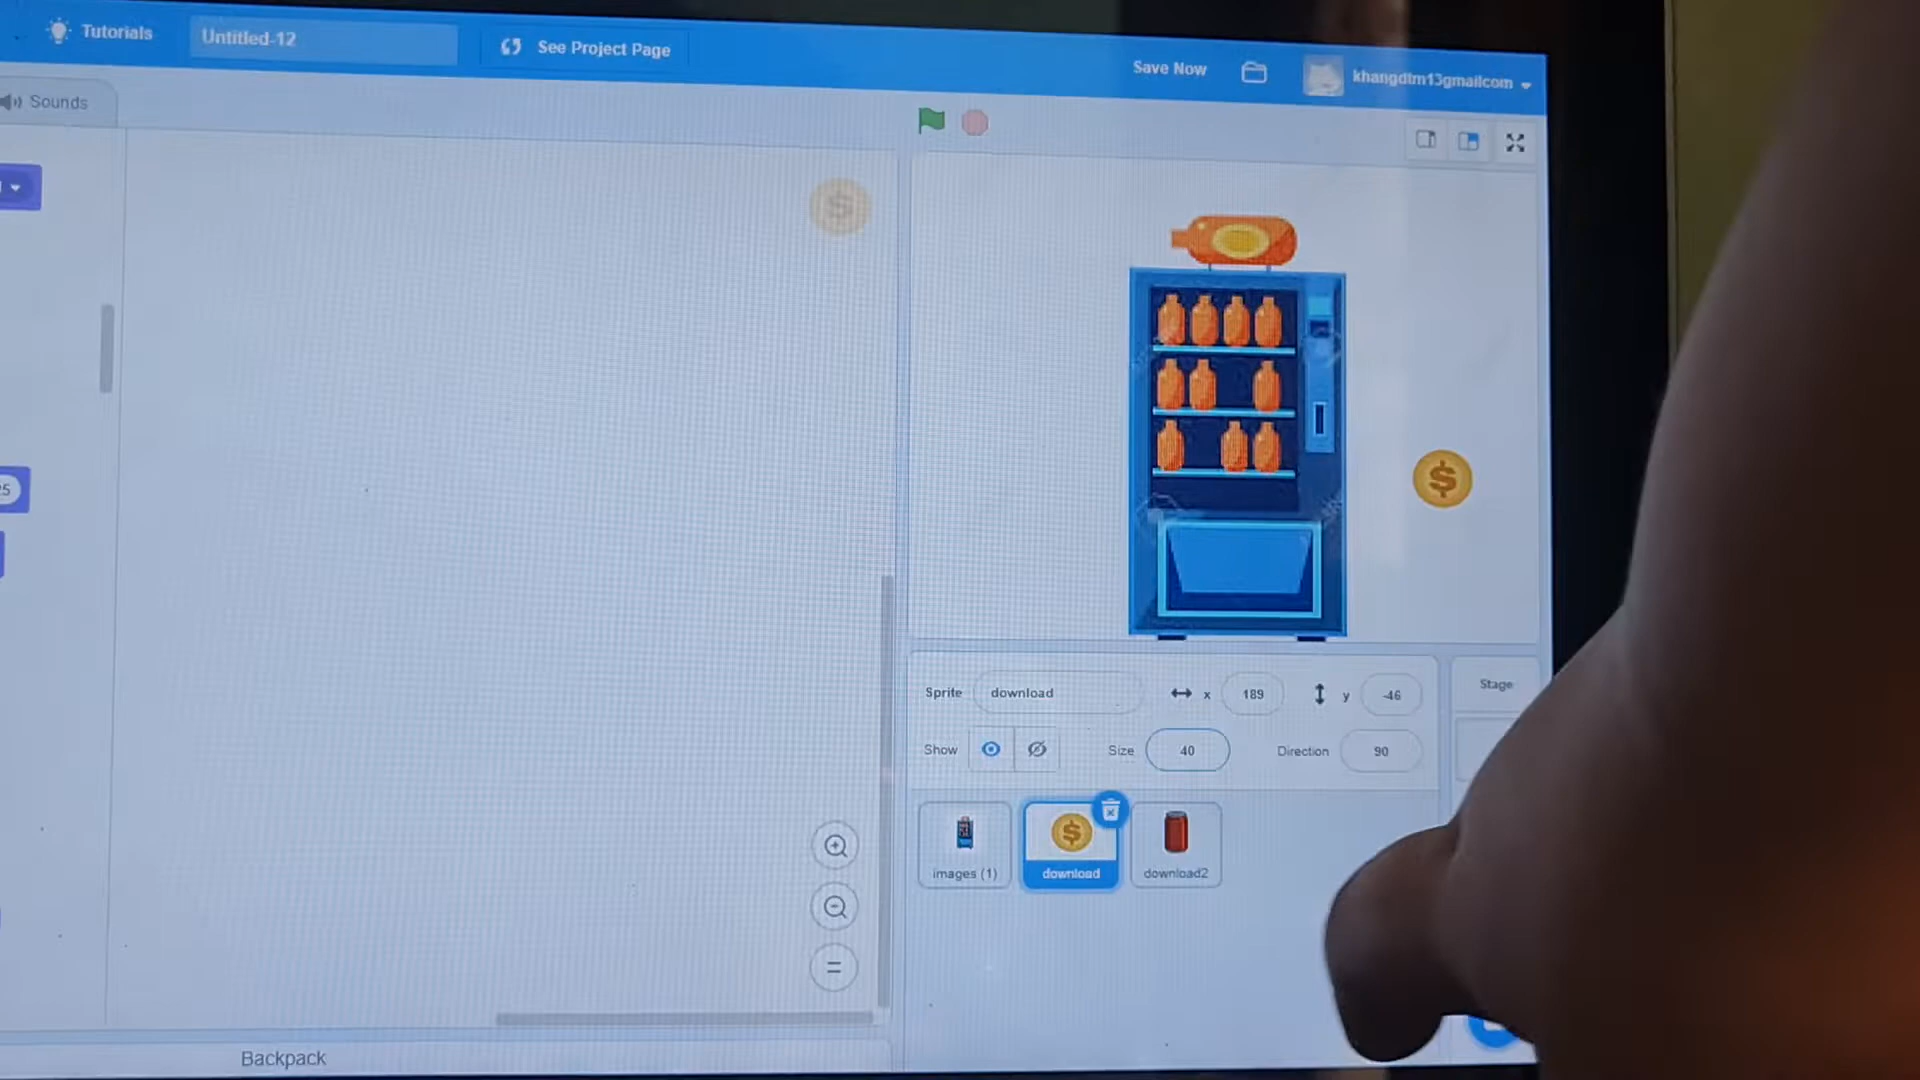 Tutorials
Untitled-12
See Project Page
Save Now
khangdtm13gmailcom
Sounds
$
$
Sprite
download
x
189
y
-46
Stage
Show
Size
40
Direction
90
$
images (1)
download
download2
Backpack